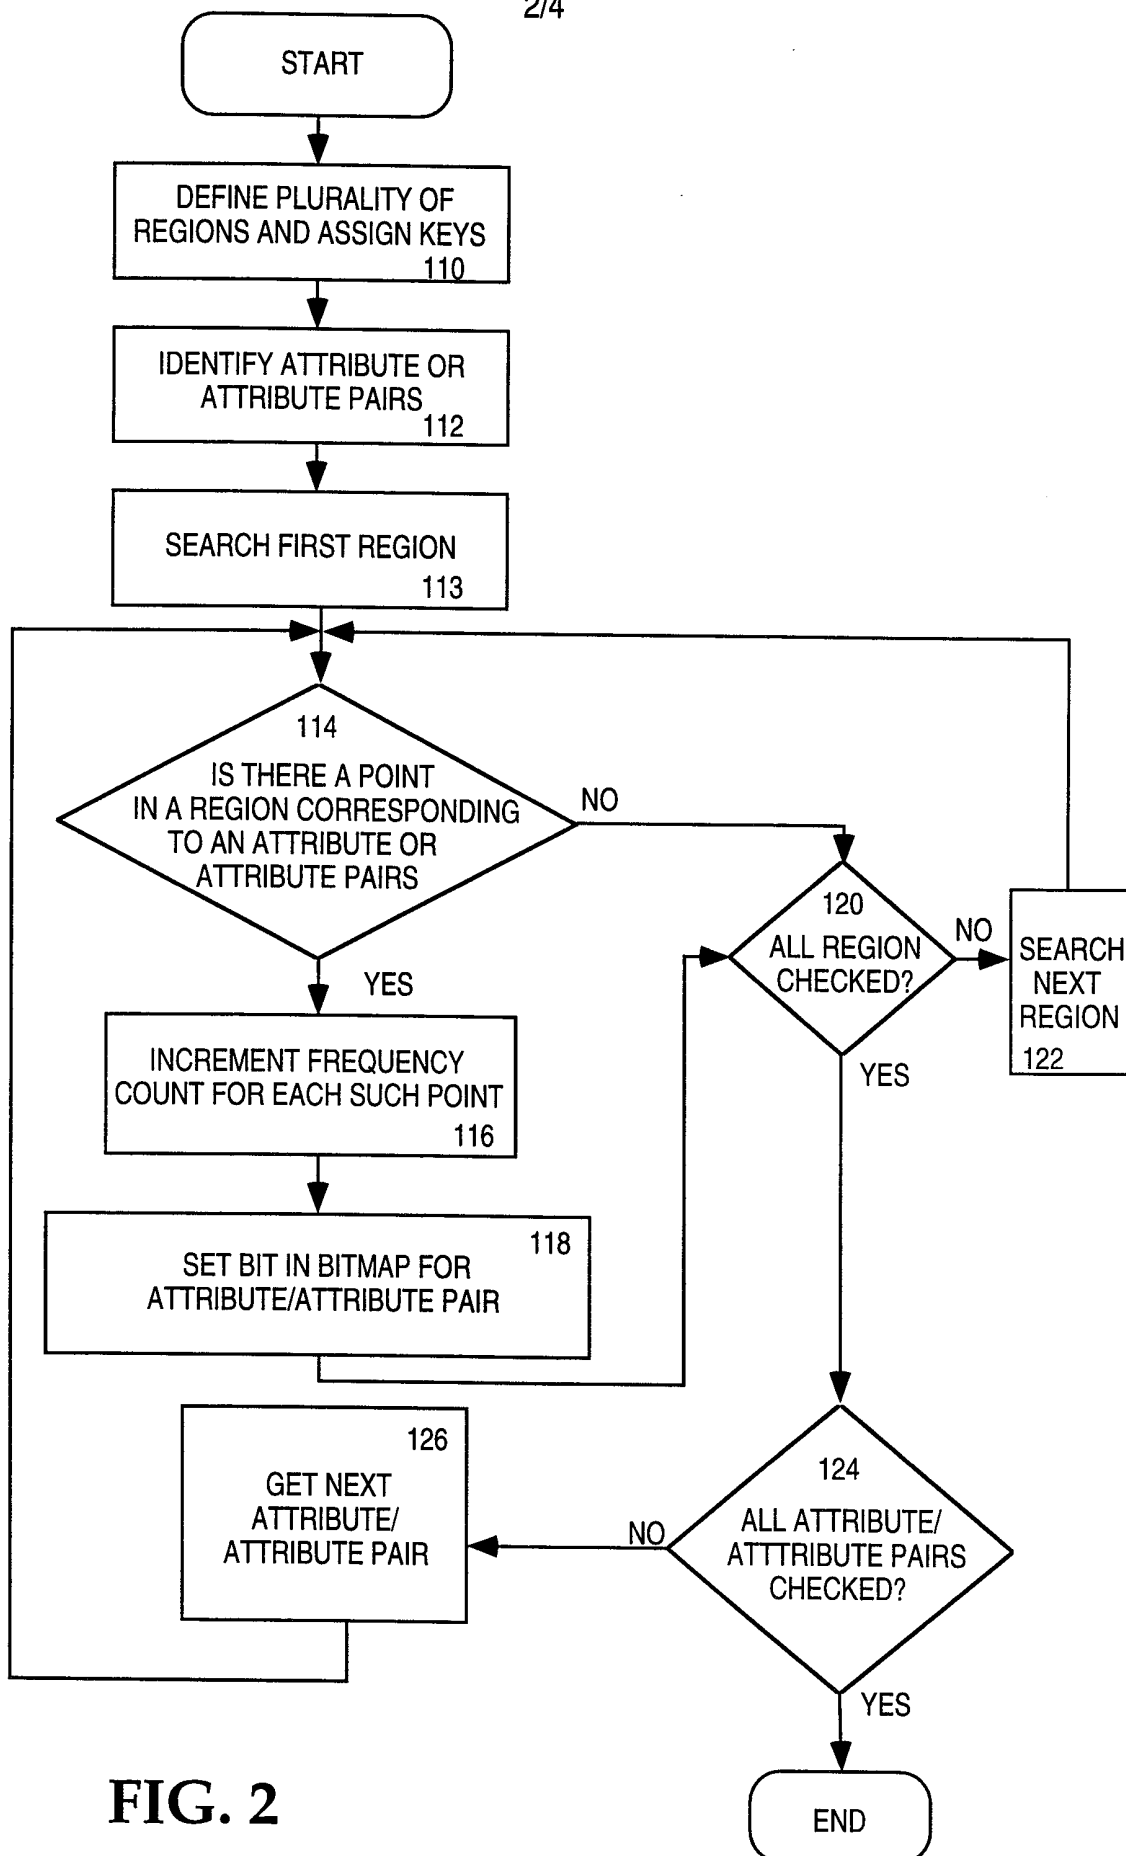 2/4
START
DEFINE PLURALITY OF
REGIONS AND ASSIGN KEYS
110
IDENTIFY ATTRIBUTE OR
ATTRIBUTE PAIRS
112
SEARCH FIRST REGION
113
114
IS THERE A POINT
IN A REGION CORRESPONDING
TO AN ATTRIBUTE OR
ATTRIBUTE PAIRS
NO
YES
120
ALL REGION
CHECKED?
NO
SEARCH
NEXT
REGION
122
YES
INCREMENT FREQUENCY
COUNT FOR EACH SUCH POINT
116
118
SET BIT IN BITMAP FOR
ATTRIBUTE/ATTRIBUTE PAIR
126
GET NEXT
ATTRIBUTE/
ATTRIBUTE PAIR
124
ALL ATTRIBUTE/
ATTTRIBUTE PAIRS
CHECKED?
NO
YES
END
FIG. 2